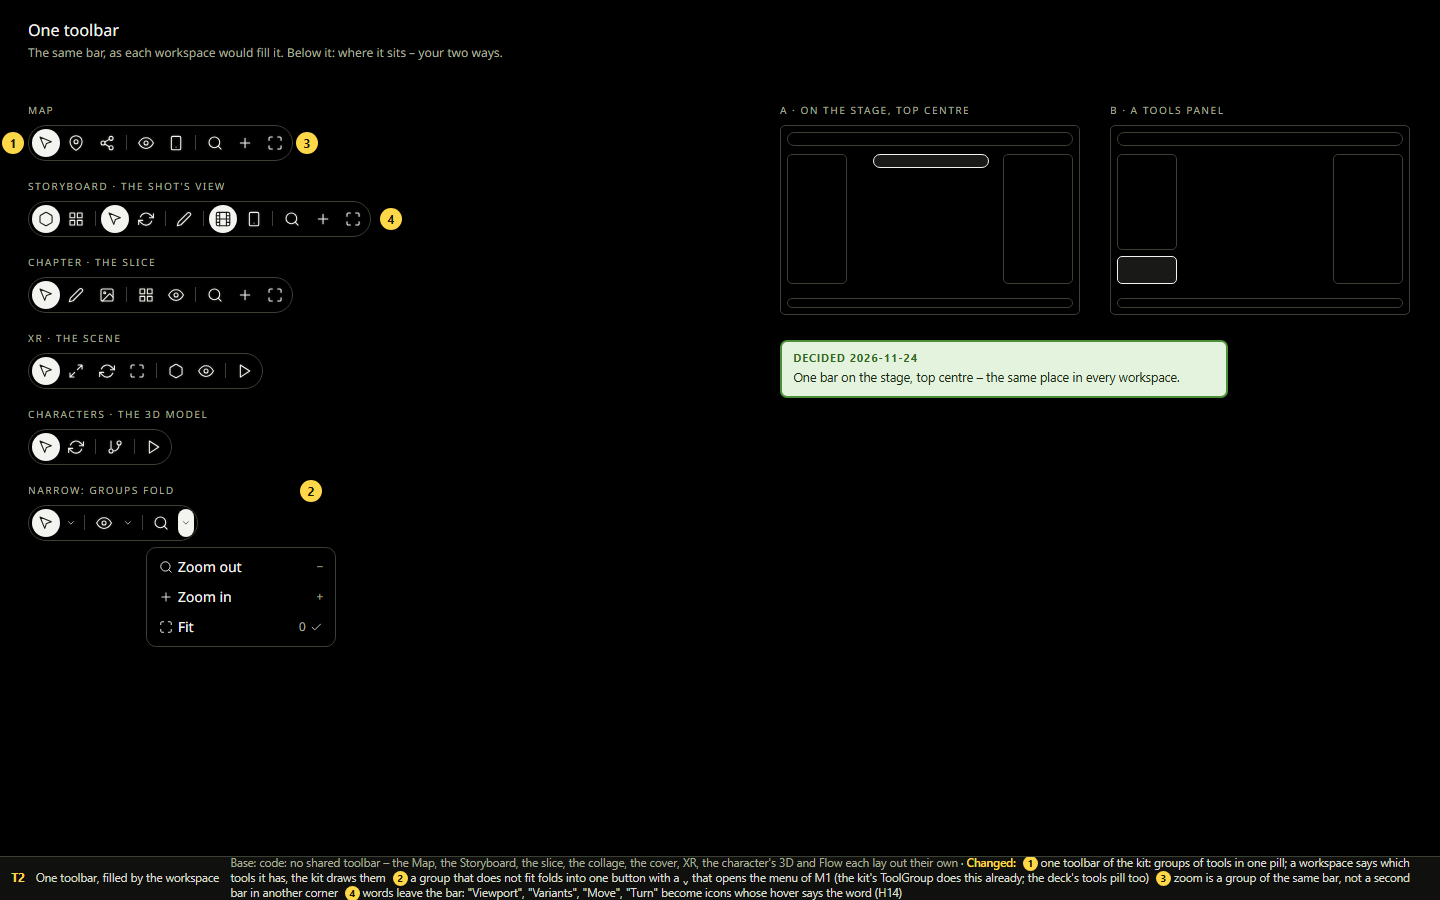 One toolbar
The same bar, as each workspace would fill it. Below it: where it sits – your two ways.
MAP
1
3
STORYBOARD · THE SHOT'S VIEW
4
CHAPTER · THE SLICE
XR · THE SCENE
CHARACTERS · THE 3D MODEL
NARROW: GROUPS FOLD
2
Zoom out –
Zoom in +
Fit 0
A · ON THE STAGE, TOP CENTRE
B · A TOOLS PANEL
DECIDED 2026-11-24
One bar on the stage, top centre – the same place in every workspace.
T2 One toolbar, filled by the workspace
Base: code: no shared toolbar – the Map, the Storyboard, the slice, the collage, the cover, XR, the character's 3D and Flow each lay out their own · Changed: 1 one toolbar of the kit: groups of tools in one pill; a workspace says which
tools it has, the kit draws them 2 a group that does not fit folds into one button with a ⌄ that opens the menu of M1 (the kit's ToolGroup does this already; the deck's tools pill too) 3 zoom is a group of the same bar, not a second
bar in another corner 4 words leave the bar: "Viewport", "Variants", "Move", "Turn" become icons whose hover says the word (H14)